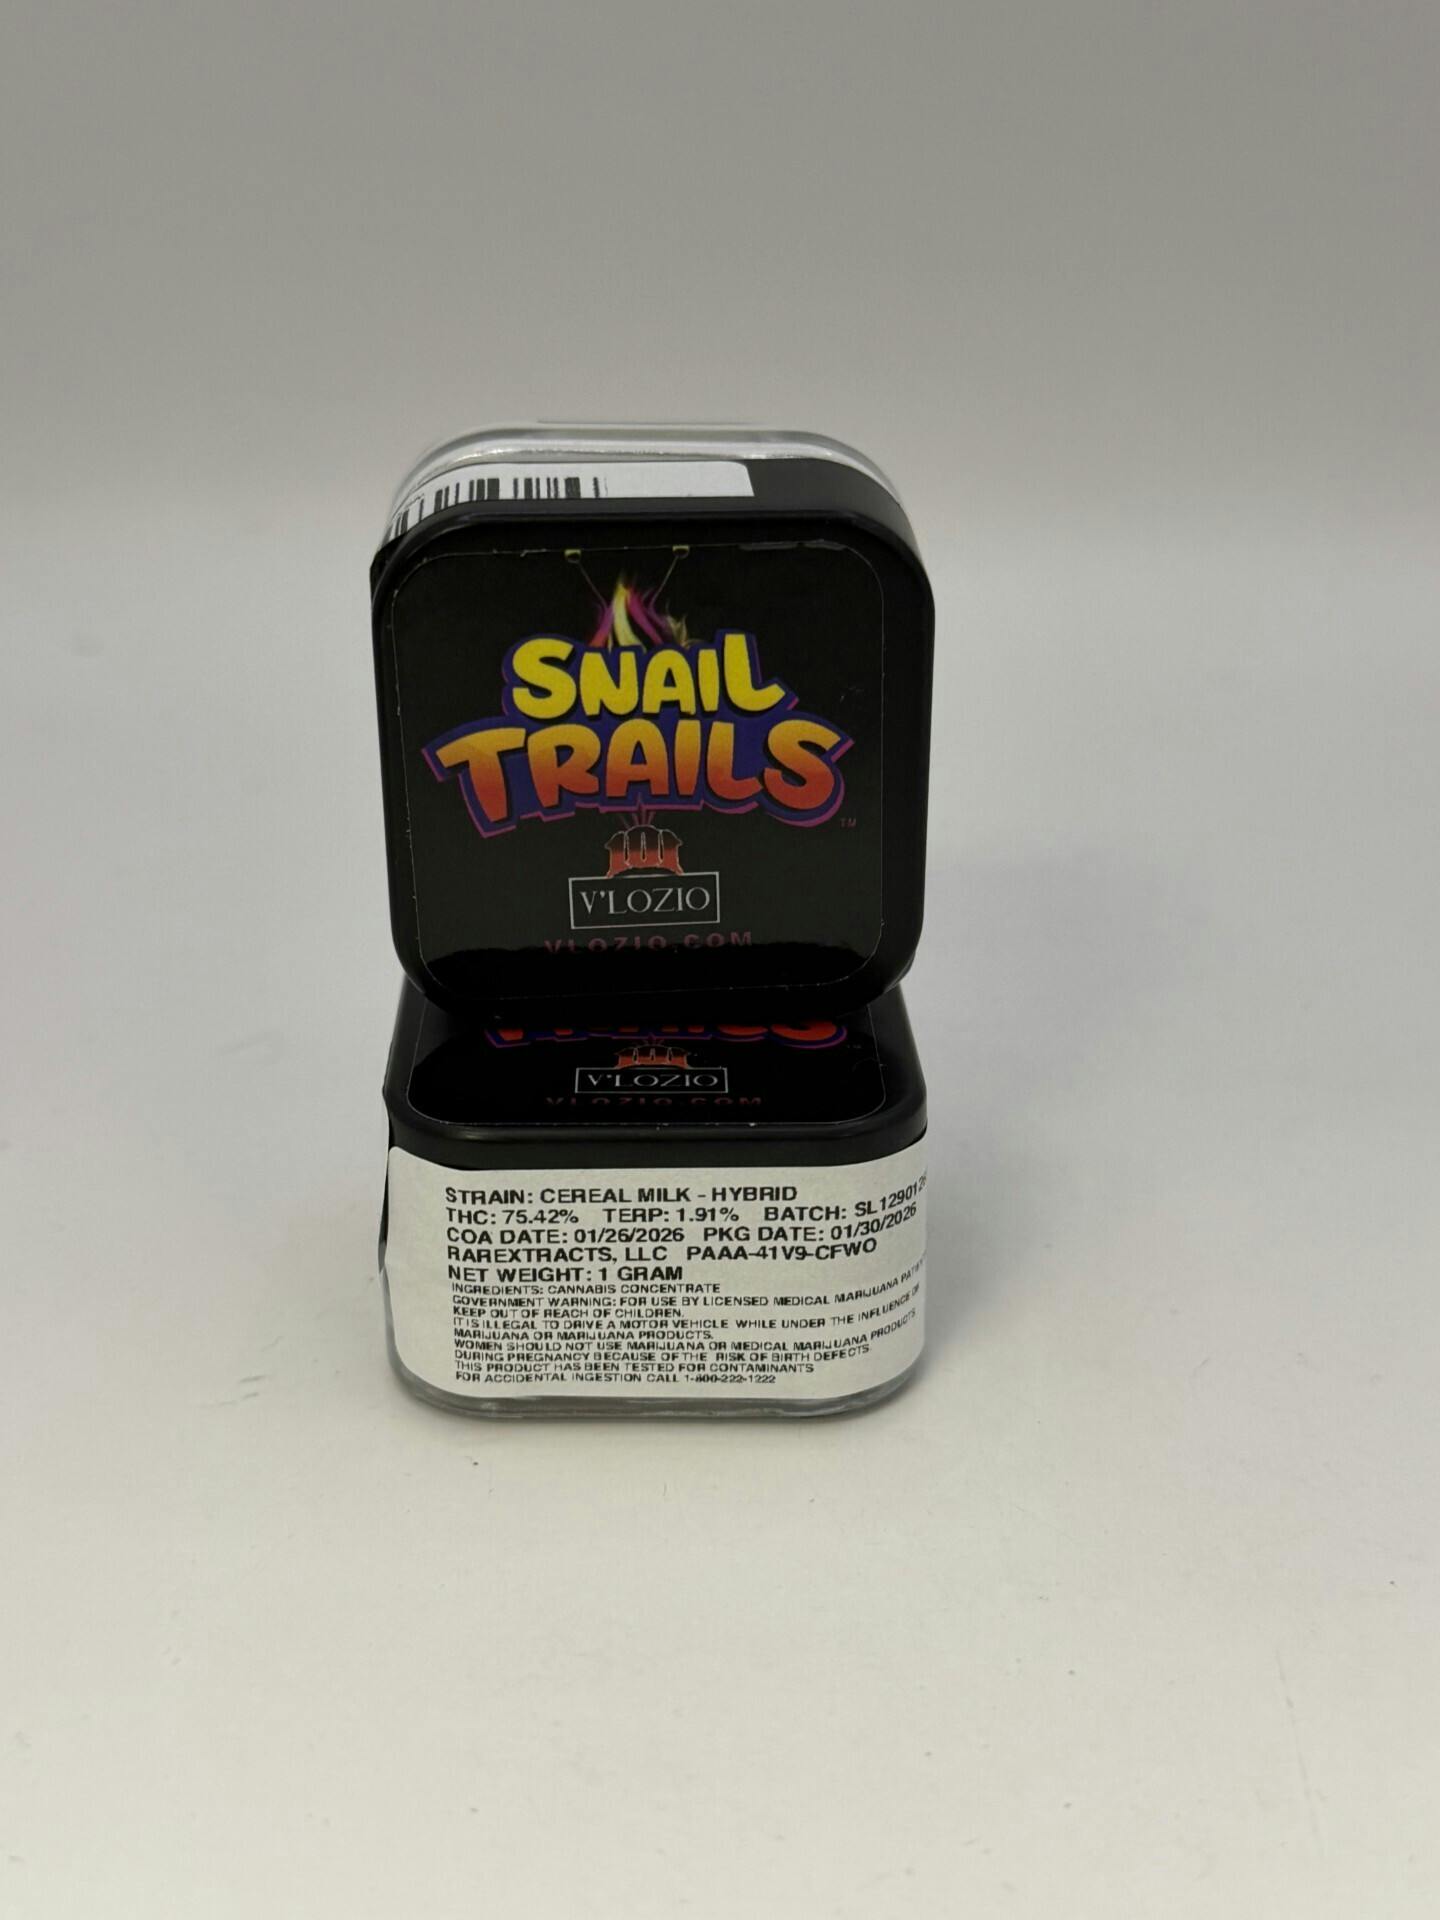 SNAIL
TRAILS
TM
V'LOZIO
VLOZIO.COM
V'LOZIO
VLOZIO.COM
STRAIN: CEREAL MILK - HYBRID
THC: 75.42% TERP: 1.91% BATCH:
COA DATE: 01/26/2026 PKG DATE: 01/30/2026
RAREXTRACTS, LLC PAAA-41V9-CFWO
NET WEIGHT: 1 GRAM
INGREDIENTS: CANNABIS CONCENTRATE
GOVERNMENT WARNING: FOR USE BY LICENSED MEDICAL MARIJUANA
KEEP OUT OF REACH OF CHILDREN.
IT IS ILLEGAL TO DRIVE A MOTOR VEHICLE WHILE UNDER THE INFLUENCE OF
MARIJUANA OR MARIJUANA PRODUCTS.
WOMEN SHOULD NOT USE MARIJUANA OR MEDICAL MARIJUANA PRODUCTS
DURING PREGNANCY BECAUSE OF THE RISK OF BIRTH DEFECTS.
THIS PRODUCT HAS BEEN TESTED FOR CONTAMINANTS
FOR ACCIDENTAL INGESTION CALL 1-800-222-1222